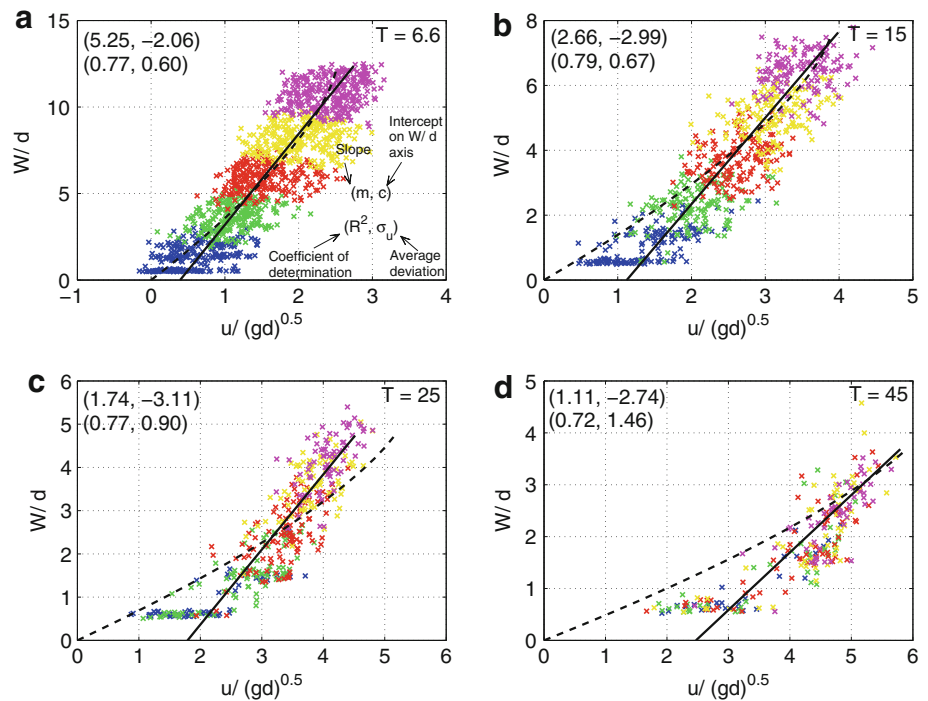 a
15
10
5
0
−1
0
1
2
3
4
W/ d
u/ (gd)^0.5
(5.25, −2.06)
(0.77, 0.60)
T = 6.6
Intercept
on W/ d
axis
Slope
(m, c)
(R^2, σ_u)
Coefficient of
determination
Average
deviation
b
8
6
4
2
0
0
1
2
3
4
5
W/ d
u/ (gd)^0.5
(2.66, −2.99)
(0.79, 0.67)
T = 15
c
6
5
4
3
2
1
0
0
1
2
3
4
5
6
W/ d
u/ (gd)^0.5
(1.74, −3.11)
(0.77, 0.90)
T = 25
d
5
4
3
2
1
0
0
1
2
3
4
5
6
W/ d
u/ (gd)^0.5
(1.11, −2.74)
(0.72, 1.46)
T = 45